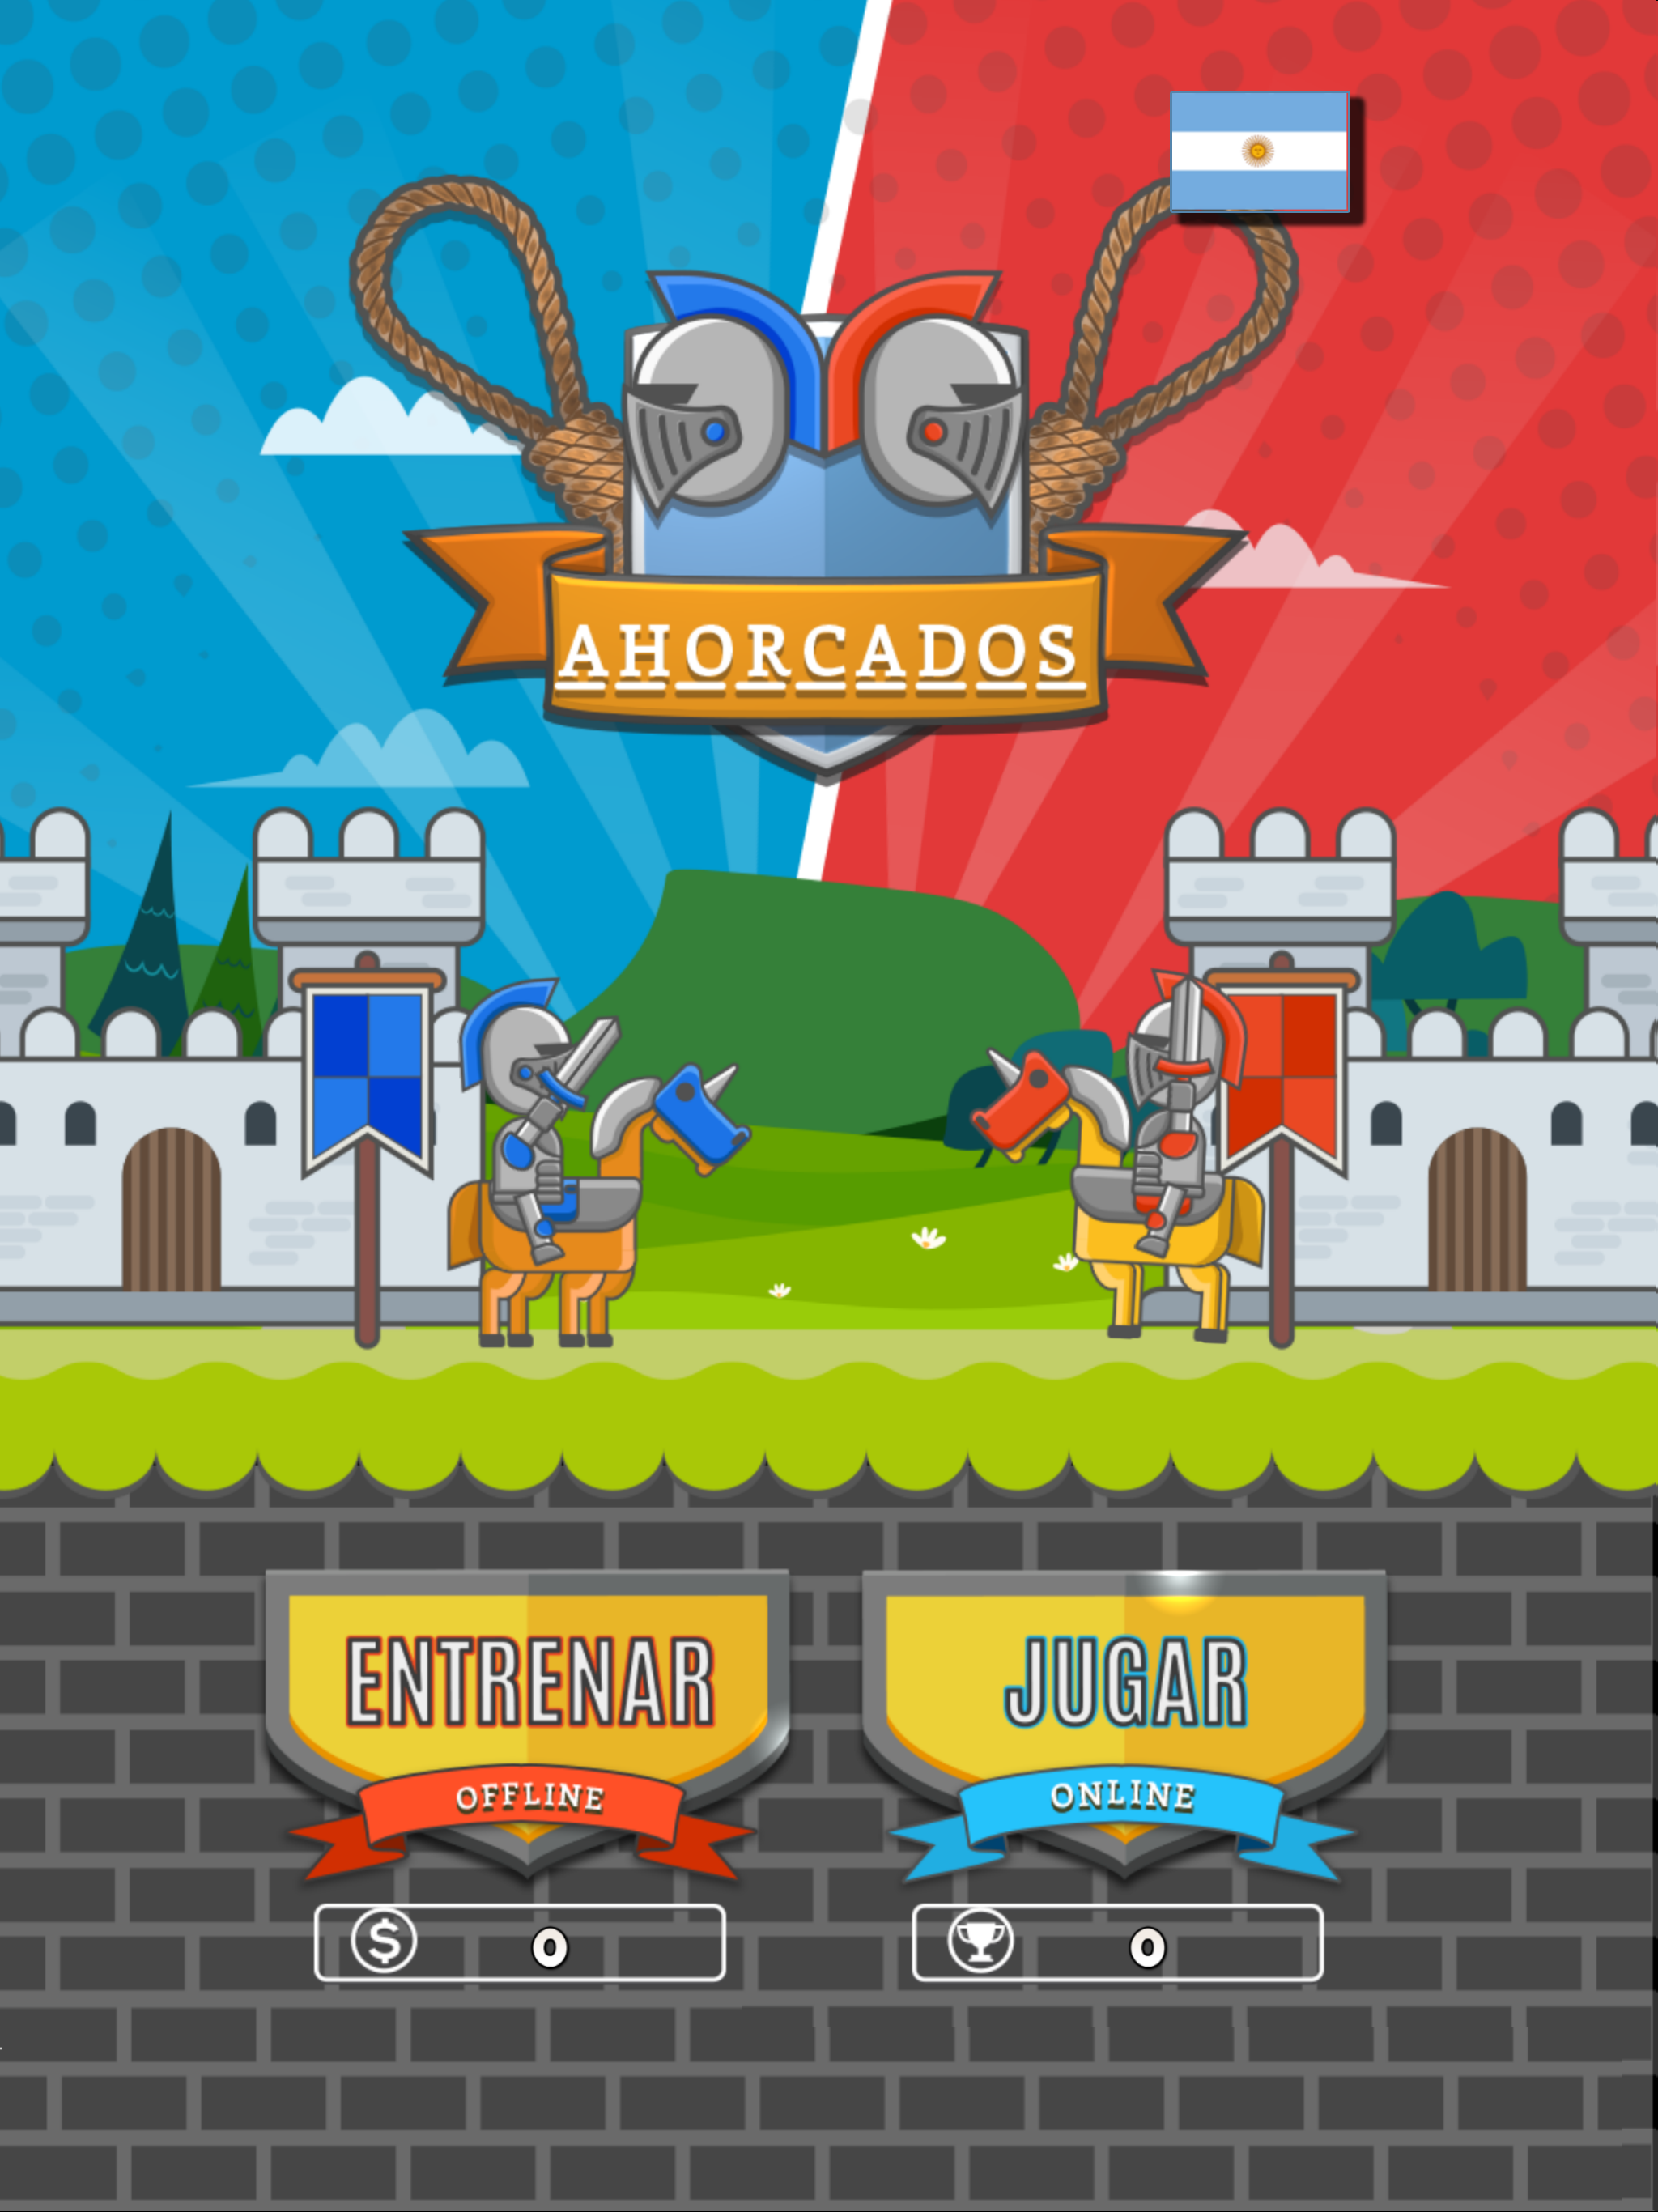 AHORCADOS
ENTRENAR
OFFLINE
JUGAR
ONLINE
$ 0
0